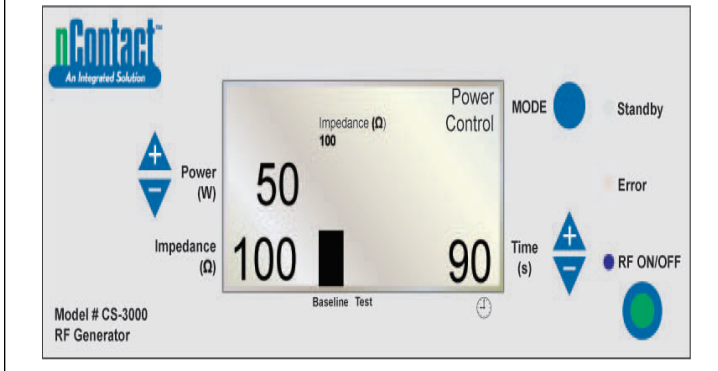 nContact™
An Integrated Solution
Power
Control
Impedance (Ω)
100
MODE
Standby
+
Power
(W)
−
50
Error
Impedance
(Ω)
100
90
Time
(s)
+
−
RF ON/OFF
Baseline Test
Model # CS-3000
RF Generator